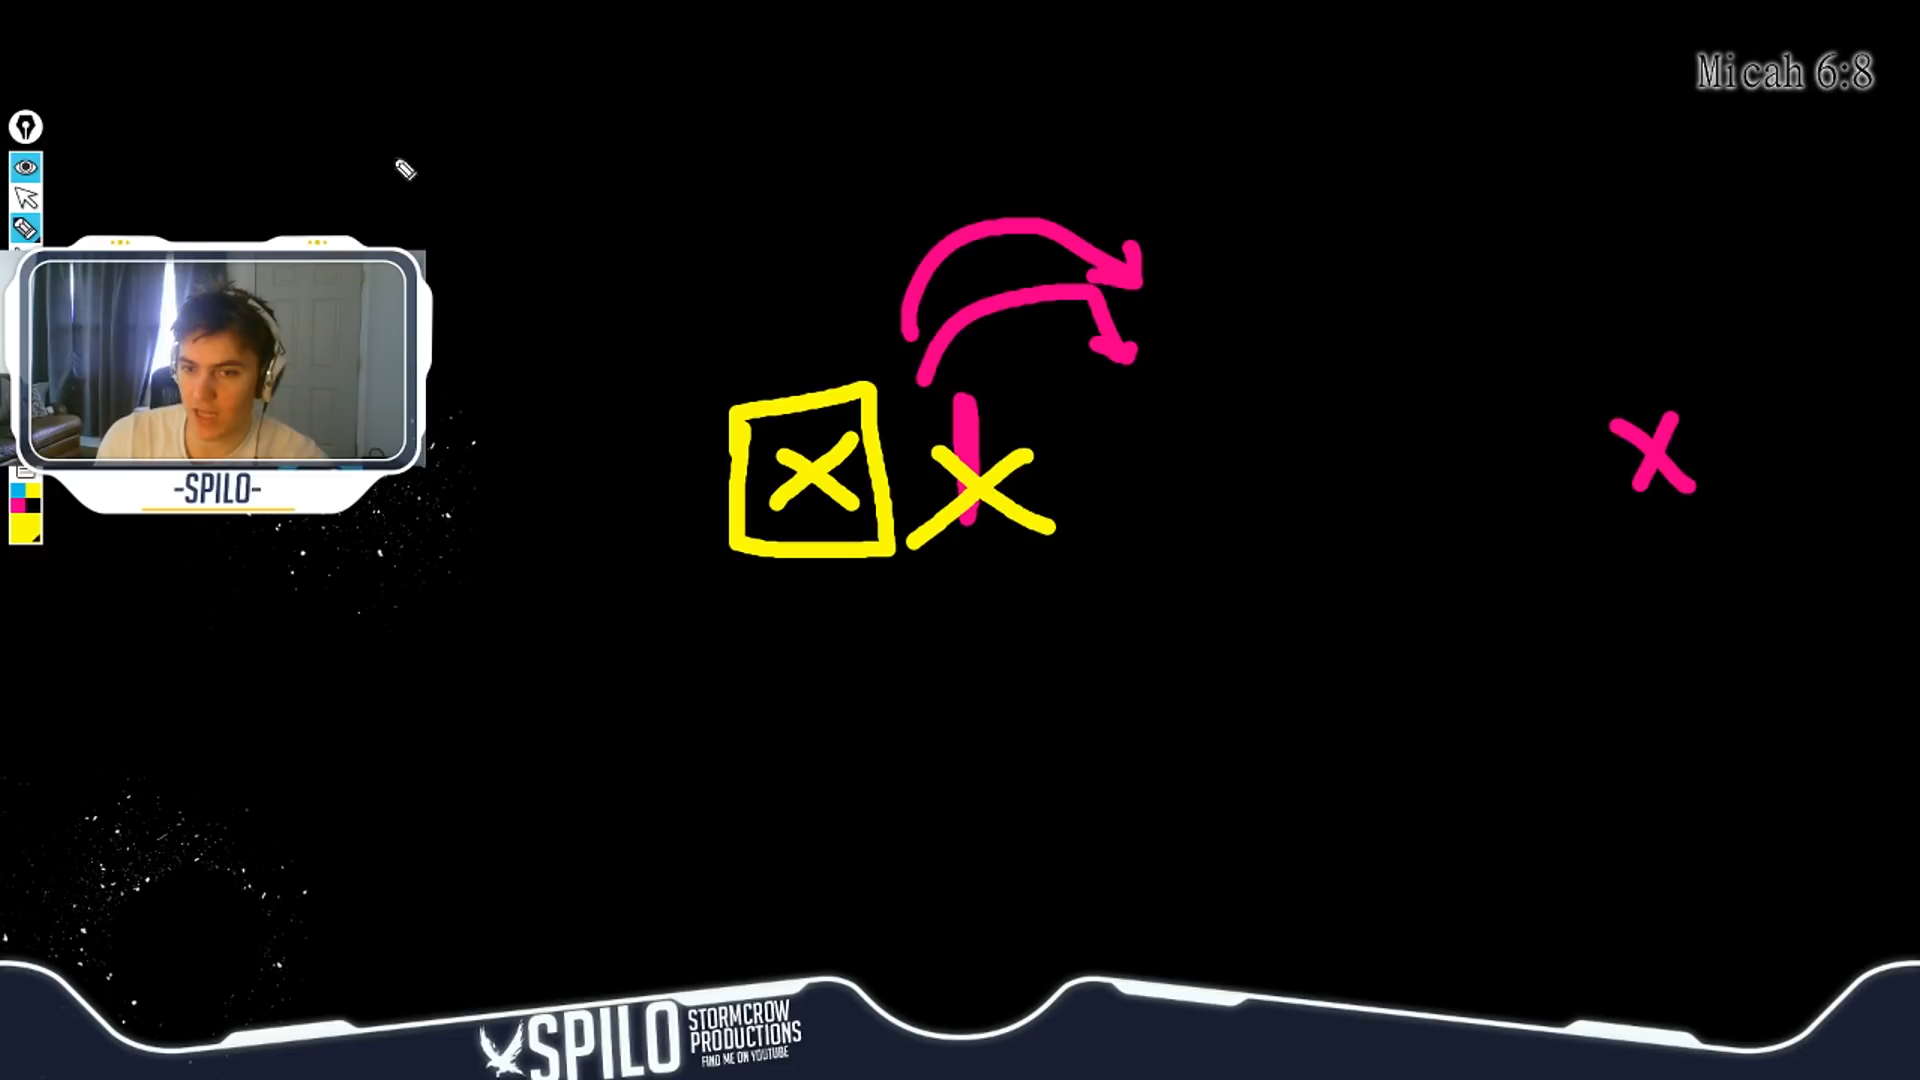 Micah 6:8
-SPILO-
SPILO
STORMCROW
PRODUCTIONS
FIND ME ON YOUTUBE